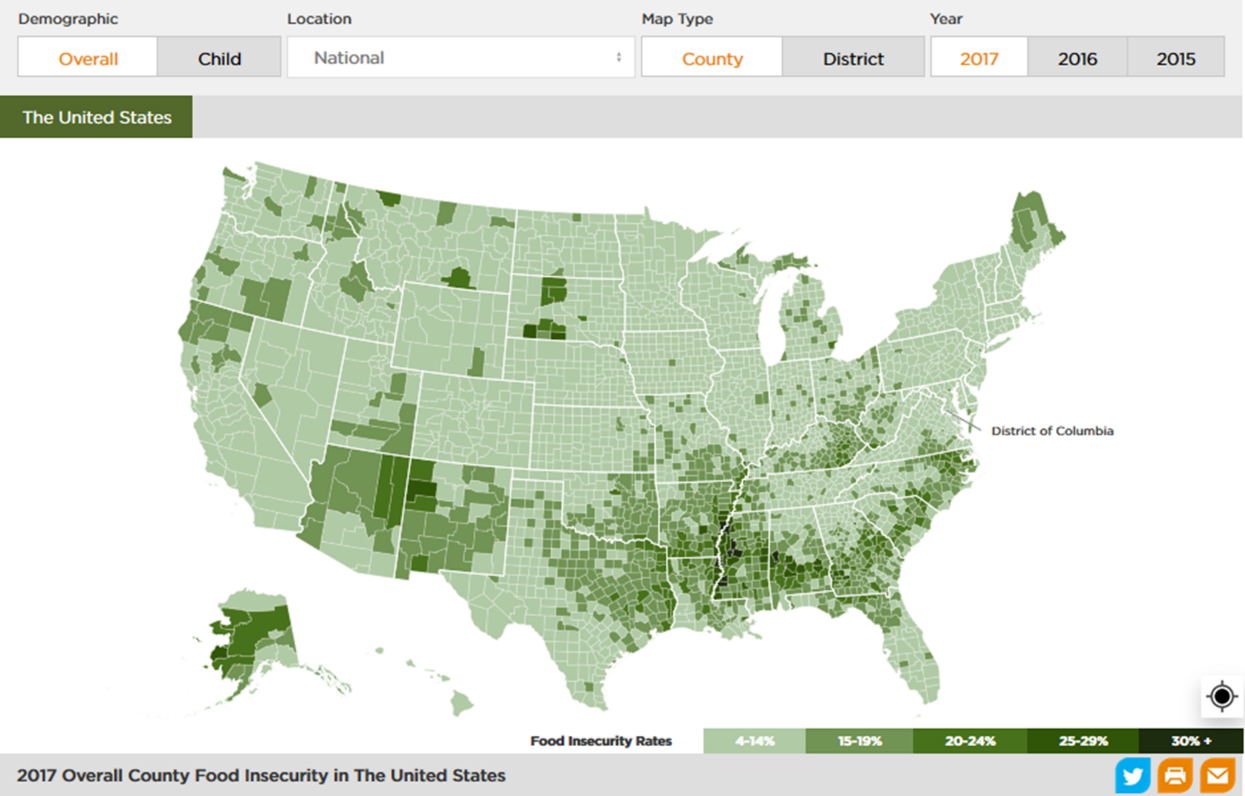 Demographic Location Map Type Year
Overall Child National County District 2017 2016 2015
The United States
District of Columbia
Food Insecurity Rates 4-14% 15-19% 20-24% 25-29% 30% +
2017 Overall County Food Insecurity in The United States